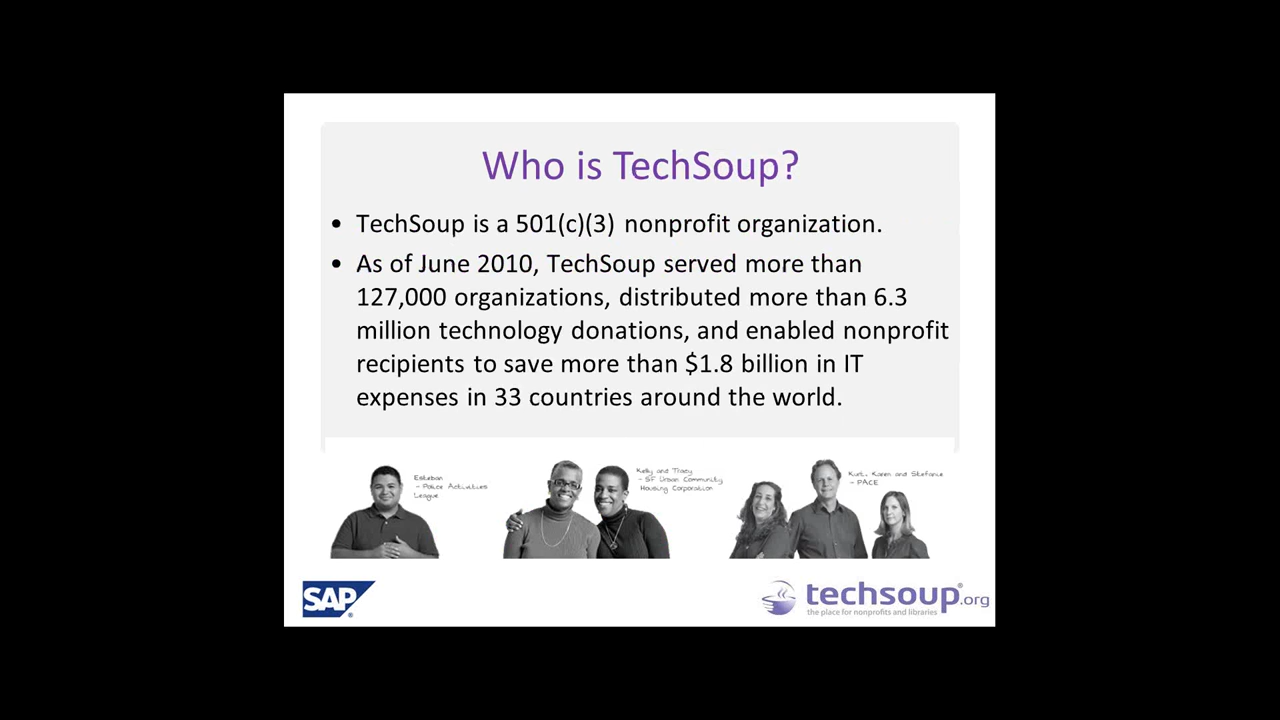 Who is TechSoup?
• TechSoup is a 501(c)(3) nonprofit organization.
• As of June 2010, TechSoup served more than
127,000 organizations, distributed more than 6.3
million technology donations, and enabled nonprofit
recipients to save more than $1.8 billion in IT
expenses in 33 countries around the world.
Esteban
- Police Activities
League
Kelly and Tracy
- SF Urban Community
Housing Corporation
Kurt, Karen and Stefanie
- PACE
SAP®
techsoup®.org
the place for nonprofits and libraries